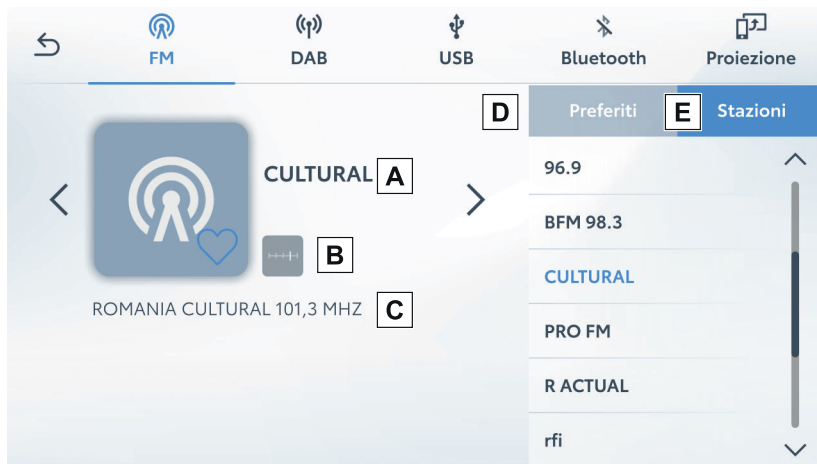 FM DAB USB Bluetooth Proiezione
D Preferiti E Stazioni
CULTURAL A
B
ROMANIA CULTURAL 101,3 MHZ C
96.9
BFM 98.3
CULTURAL
PRO FM
R ACTUAL
rfi